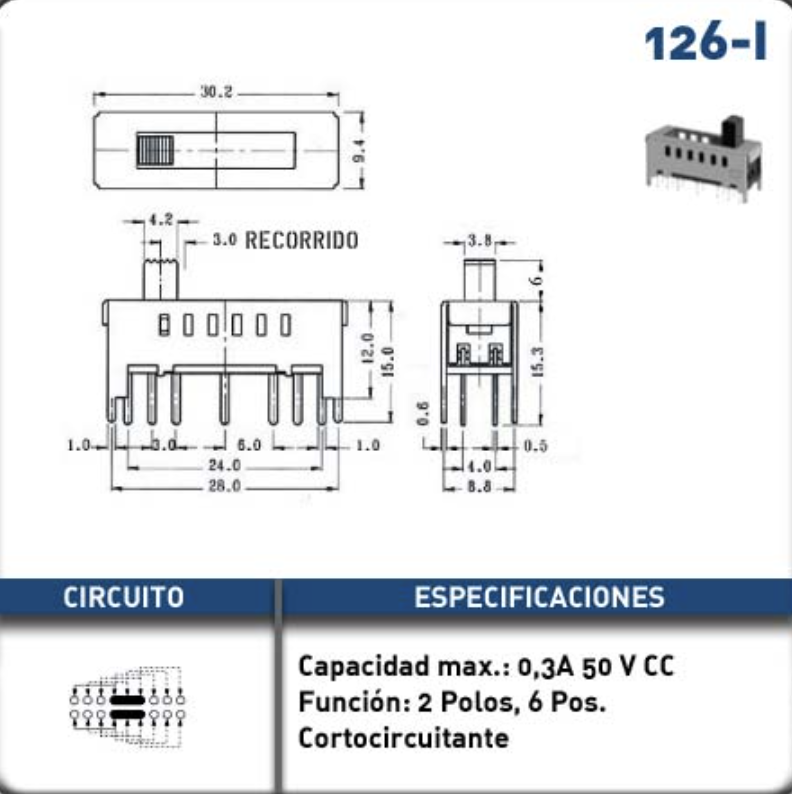 126-I
30.2
9.4
4.2
3.0 RECORRIDO
3.8
6
12.0
15.0
15.3
0.6
1.0
3.0
6.0
1.0
0.5
24.0
4.0
28.0
8.8
CIRCUITO
ESPECIFICACIONES
Capacidad max.: 0,3A 50 V CC
Función: 2 Polos, 6 Pos.
Cortocircuitante